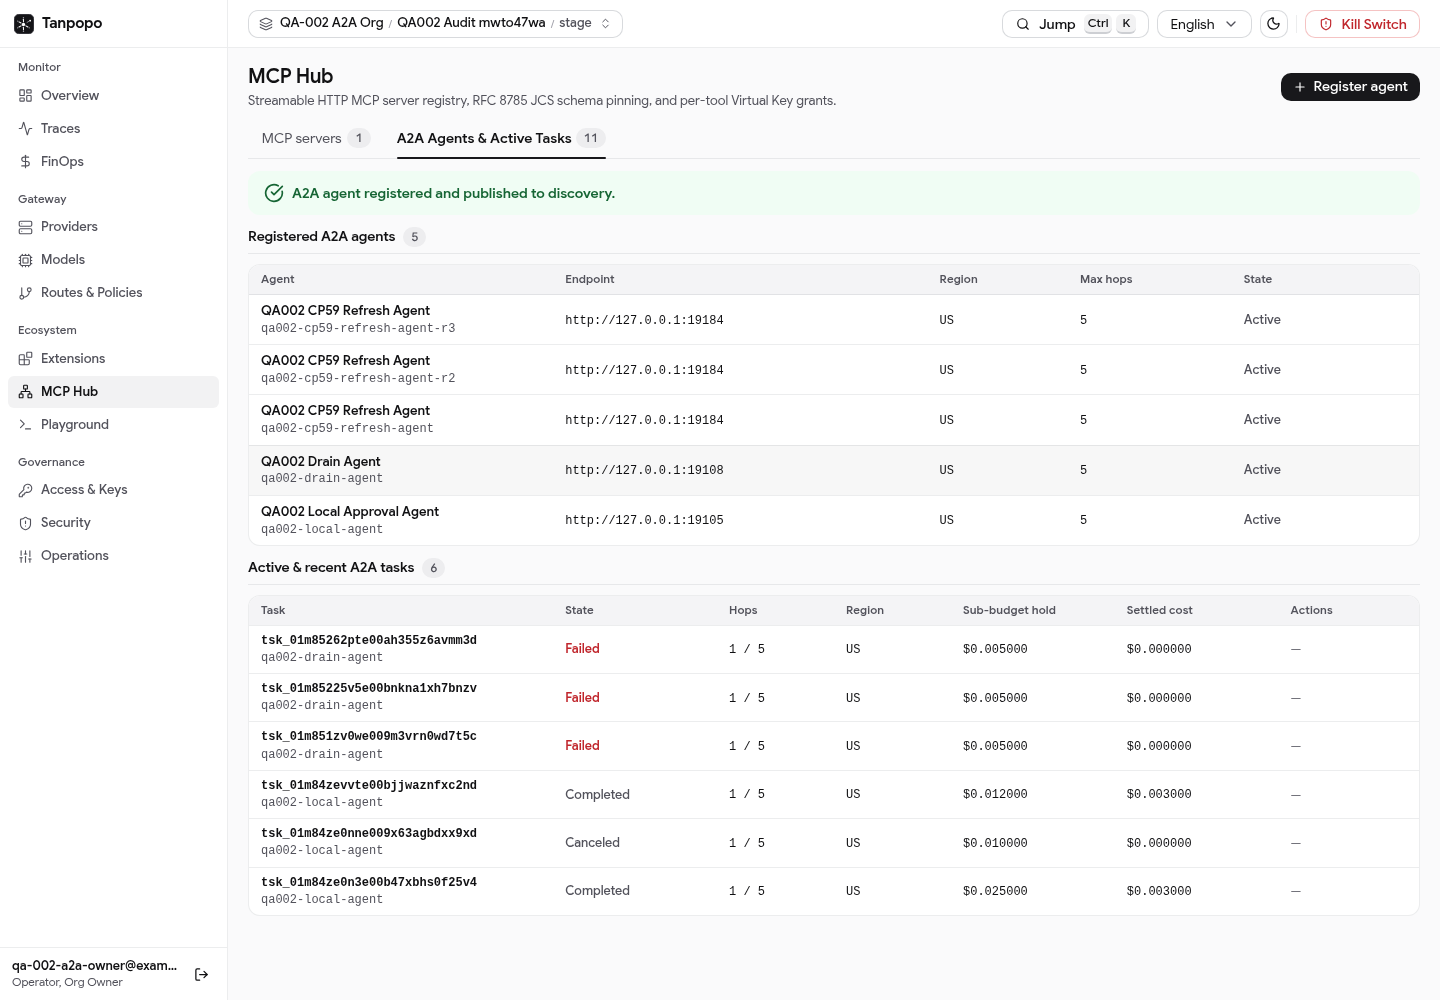 Tanpopo
QA-002 A2A Org / QA002 Audit mwto47wa / stage
Jump Ctrl K
English
Kill Switch
Monitor
Overview
Traces
FinOps
Gateway
Providers
Models
Routes & Policies
Ecosystem
Extensions
MCP Hub
Playground
Governance
Access & Keys
Security
Operations
qa-002-a2a-owner@exam...
Operator, Org Owner
MCP Hub
Streamable HTTP MCP server registry, RFC 8785 JCS schema pinning, and per-tool Virtual Key grants.
Register agent
MCP servers 1
A2A Agents & Active Tasks 11
A2A agent registered and published to discovery.
Registered A2A agents 5
Agent Endpoint Region Max hops State
QA002 CP59 Refresh Agent
qa002-cp59-refresh-agent-r3
http://127.0.0.1:19184 US 5 Active
QA002 CP59 Refresh Agent
qa002-cp59-refresh-agent-r2
http://127.0.0.1:19184 US 5 Active
QA002 CP59 Refresh Agent
qa002-cp59-refresh-agent
http://127.0.0.1:19184 US 5 Active
QA002 Drain Agent
qa002-drain-agent
http://127.0.0.1:19108 US 5 Active
QA002 Local Approval Agent
qa002-local-agent
http://127.0.0.1:19105 US 5 Active
Active & recent A2A tasks 6
Task State Hops Region Sub-budget hold Settled cost Actions
tsk_01m85262pte00ah355z6avmm3d
qa002-drain-agent
Failed 1 / 5 US $0.005000 $0.000000 —
tsk_01m85225v5e00bnkna1xh7bnzv
qa002-drain-agent
Failed 1 / 5 US $0.005000 $0.000000 —
tsk_01m851zv0we009m3vrn0wd7t5c
qa002-drain-agent
Failed 1 / 5 US $0.005000 $0.000000 —
tsk_01m84zevvte00bjjwaznfxc2nd
qa002-local-agent
Completed 1 / 5 US $0.012000 $0.003000 —
tsk_01m84ze0nne009x63agbdxx9xd
qa002-local-agent
Canceled 1 / 5 US $0.010000 $0.000000 —
tsk_01m84ze0n3e00b47xbhs0f25v4
qa002-local-agent
Completed 1 / 5 US $0.025000 $0.003000 —